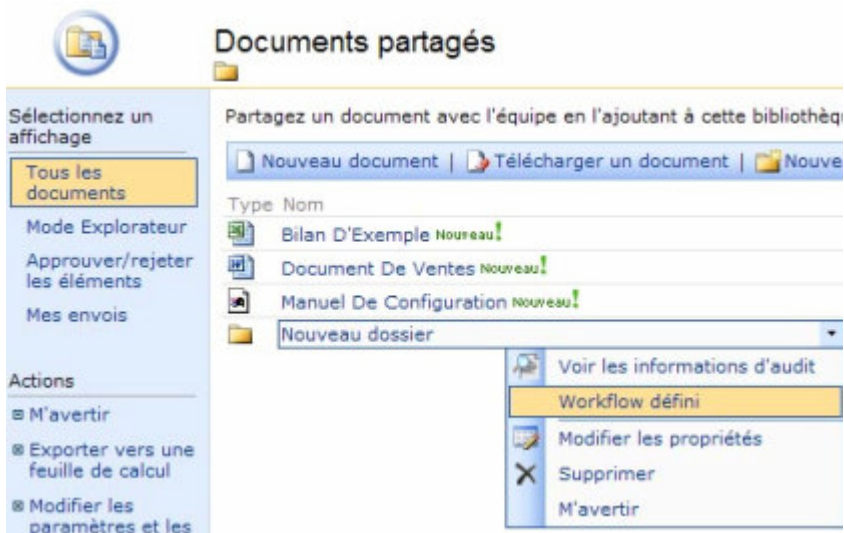 Documents partagés
Sélectionnez un
affichage
Tous les
documents
Mode Explorateur
Approuver/rejeter
les éléments
Mes envois
Actions
M'avertir
Exporter vers une
feuille de calcul
Modifier les
paramètres et les
Partagez un document avec l'équipe en l'ajoutant à cette bibliothèq
Nouveau document | Télécharger un document | Nouve
Type Nom
Bilan D'Exemple Nouveau!
Document De Ventes Nouveau!
Manuel De Configuration Nouveau!
Nouveau dossier
Voir les informations d'audit
Workflow défini
Modifier les propriétés
Supprimer
M'avertir